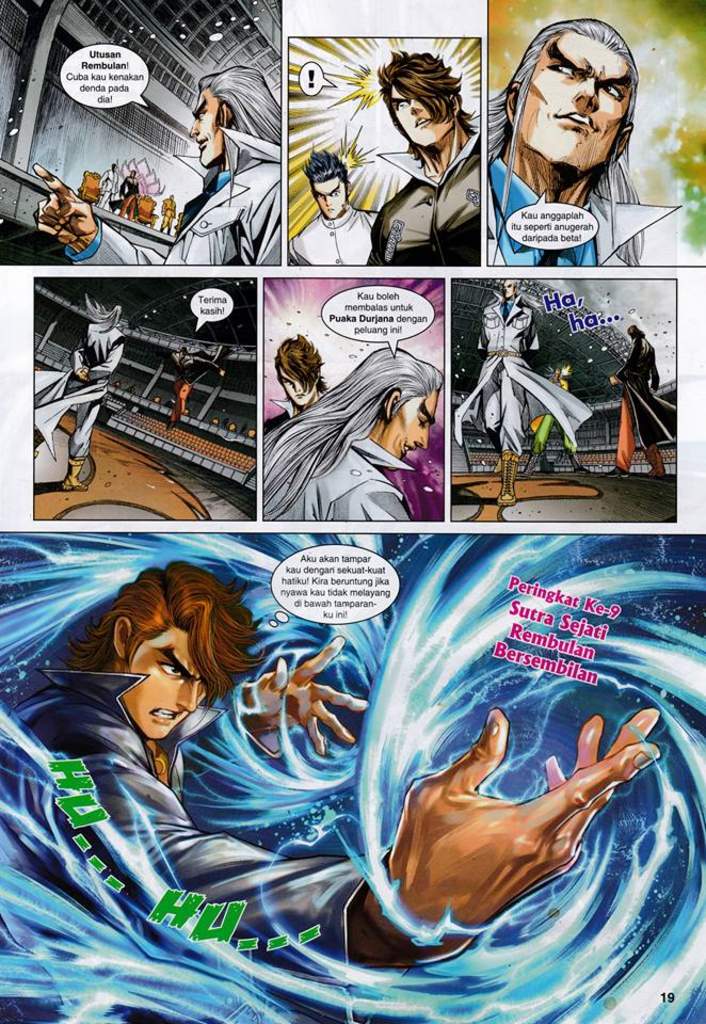 Utusan
Rembulan!
Cuba kau kenakan
denda pada
dia!
!
Kau anggaplah
itu seperti anugerah
daripada beta!
Terima
kasih!
Kau boleh
membalas untuk
Puaka Durjana dengan
peluang ini!
Ha,
ha...
Aku akan tampar
kau dengan sekuat-kuat
hatiku! Kira beruntung jika
nyawa kau tidak melayang
di bawah tamparan-
ku ini!
Peringkat Ke-9
Sutra Sejati
Rembulan
Bersembilan
HU...
HU...
19